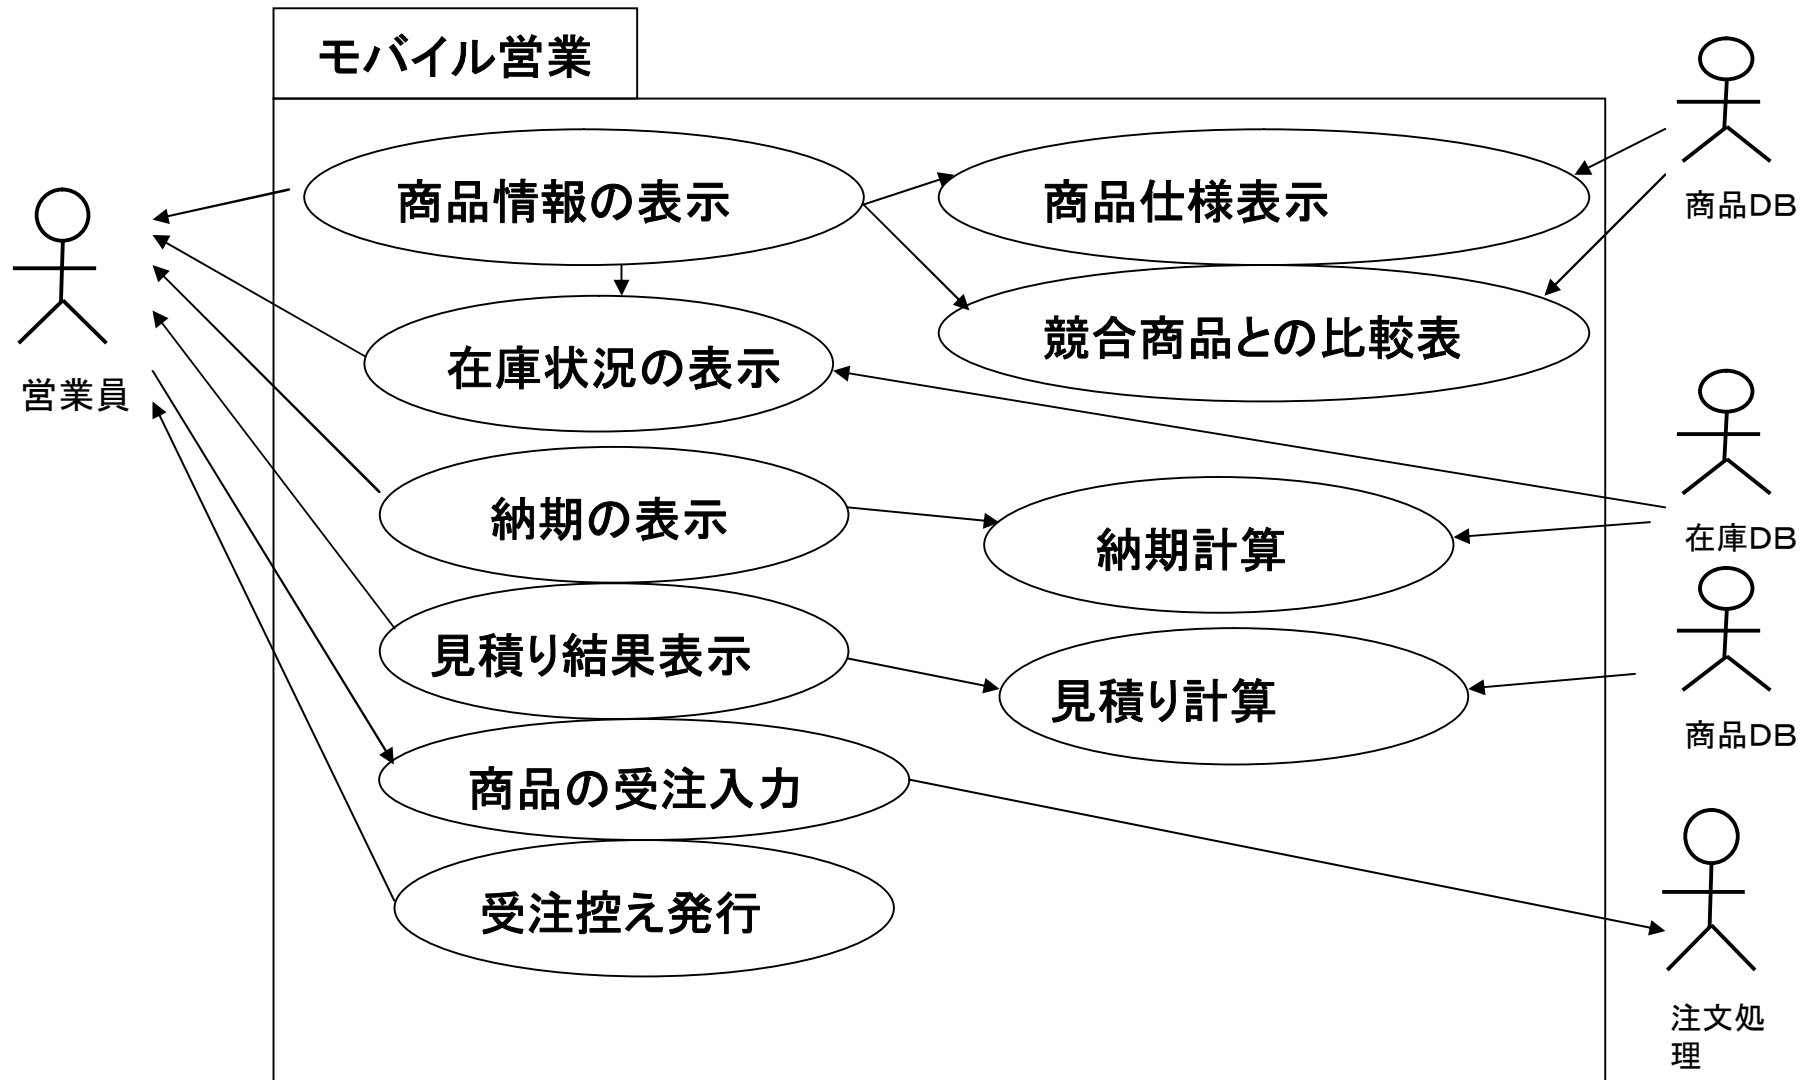 モバイル営業
商品情報の表示
商品仕様表示
商品DB
競合商品との比較表
在庫状況の表示
営業員
納期の表示
納期計算
在庫DB
見積り結果表示
見積り計算
商品DB
商品の受注入力
受注控え発行
注文処
理